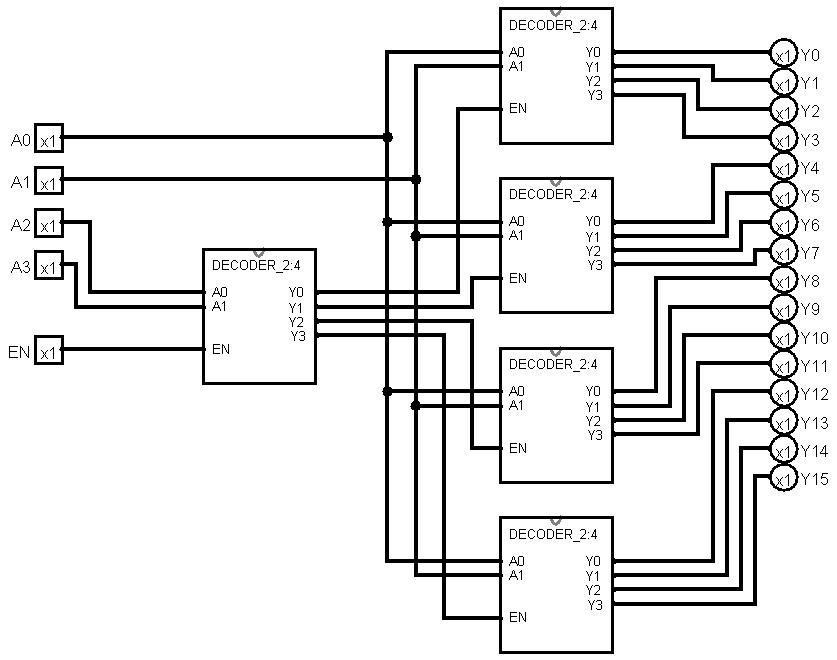 DECODER_2:4
A0 Y0
A1 Y1
Y2
EN Y3
x1 Y0
x1 Y1
x1 Y2
x1 Y3
x1 Y4
x1 Y5
x1 Y6
x1 Y7
x1 Y8
x1 Y9
x1 Y10
x1 Y11
x1 Y12
x1 Y13
x1 Y14
x1 Y15
A0 x1
A1 x1
A2 x1
A3 x1
EN x1
DECODER_2:4
A0 Y0
A1 Y1
Y2
Y3
EN
DECODER_2:4
A0 Y0
A1 Y1
Y2
Y3
EN
DECODER_2:4
A0 Y0
A1 Y1
Y2
Y3
EN
DECODER_2:4
A0 Y0
A1 Y1
Y2
Y3
EN